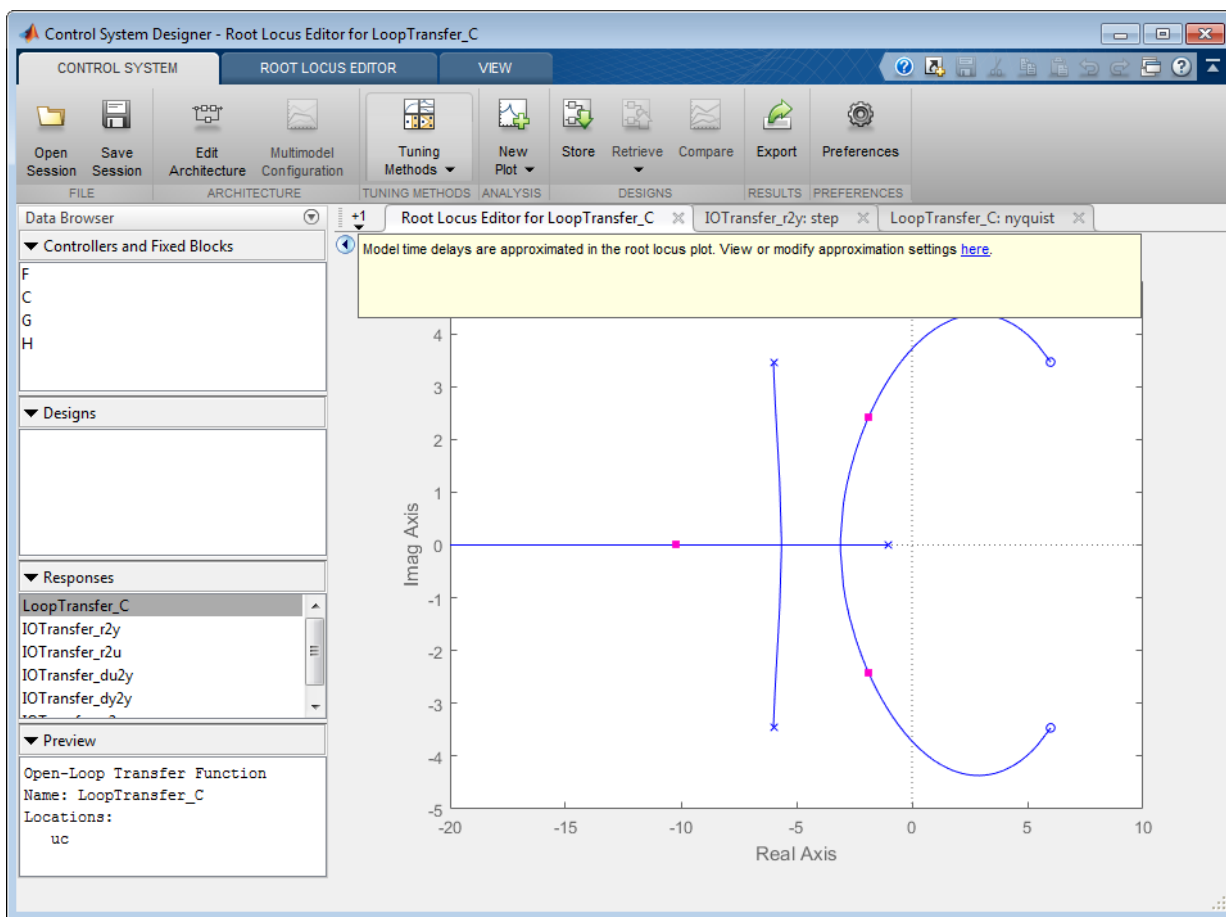 Control System Designer - Root Locus Editor for LoopTransfer_C
CONTROL SYSTEM ROOT LOCUS EDITOR VIEW
Open Session
Save Session
Edit Architecture
Multimodel Configuration
Tuning Methods
New Plot
Store
Retrieve
Compare
Export
Preferences
FILE ARCHITECTURE TUNING METHODS ANALYSIS DESIGNS RESULTS PREFERENCES
Data Browser
+1 Root Locus Editor for LoopTransfer_C IOTransfer_r2y: step LoopTransfer_C: nyquist
Controllers and Fixed Blocks
F
C
G
H
Designs
Responses
LoopTransfer_C
IOTransfer_r2y
IOTransfer_r2u
IOTransfer_du2y
IOTransfer_dy2y
Preview
Open-Loop Transfer Function
Name: LoopTransfer_C
Locations:
uc
Model time delays are approximated in the root locus plot. View or modify approximation settings here.
4
3
2
1
0
-1
-2
-3
-4
-5
Imag Axis
-20 -15 -10 -5 0 5 10
Real Axis